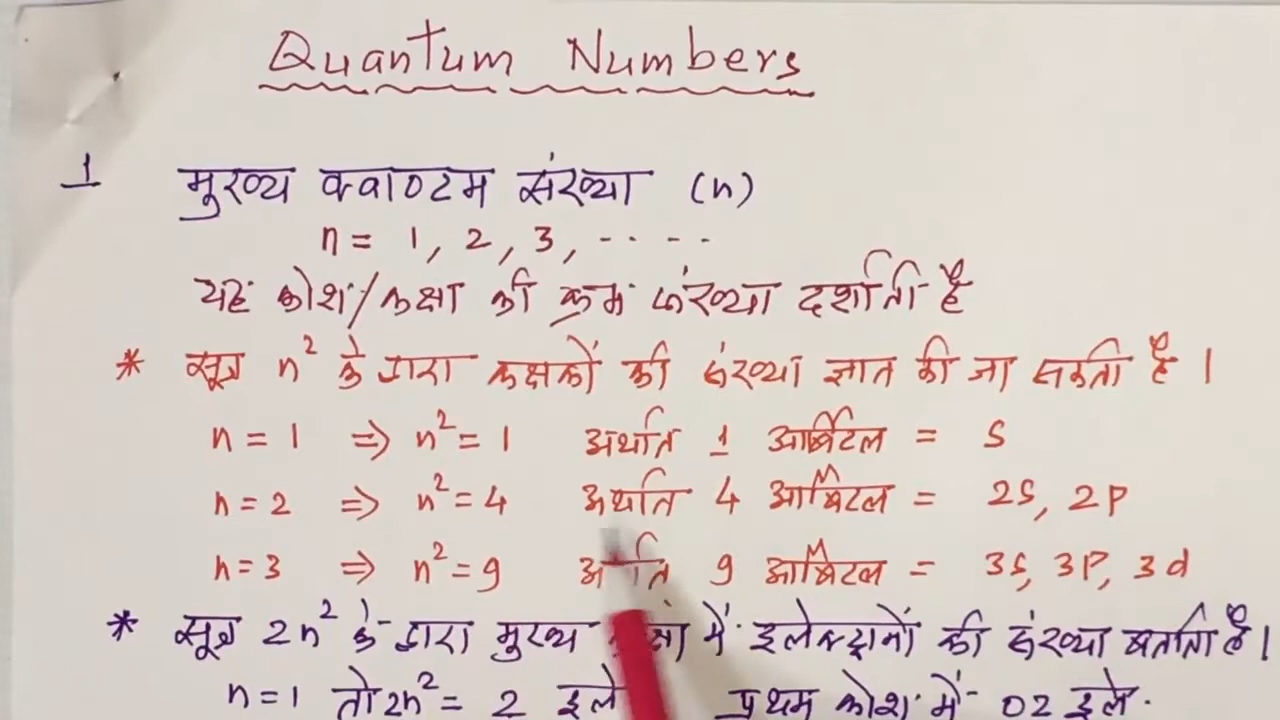 Quantum Numbers
1 मुख्य क्वाण्टम संख्या (n)
n = 1, 2, 3, .....
यह कोश/कक्षा की क्रम संख्या दर्शाती है
* सूत्र n² के द्वारा कक्षकों की संख्या ज्ञात की जा सकती है ।
n = 1 ⇒ n² = 1 अर्थात 1 आर्बिटल = S
n = 2 ⇒ n² = 4 अर्थात 4 आर्बिटल = 2S, 2P
n = 3 ⇒ n² = 9 9 आर्बिटल = 3S, 3P, 3d
* सूत्र 2n² के द्वारा मुख्य में इलेक्ट्रानों की संख्या बताती है ।
n = 1 तो 2n² = 2 इले प्रथम कोश में 02 इले.